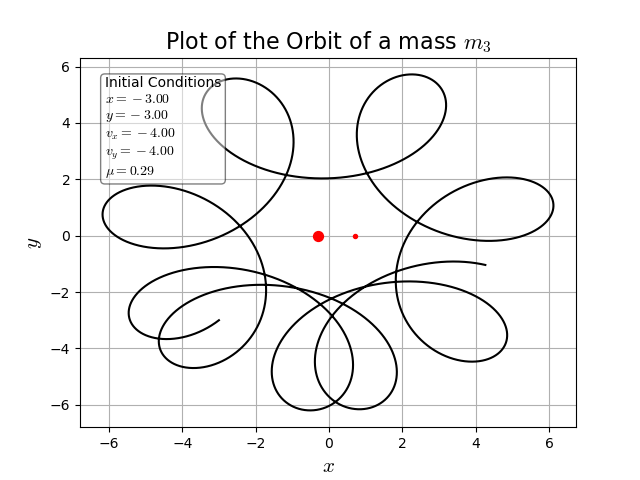 Plot of the Orbit of a mass m₃
Initial Conditions
x = −3.00
y = −3.00
vₓ = −4.00
v_y = −4.00
μ = 0.29
6
4
2
0
−2
−4
−6
y
−6 −4 −2 0 2 4 6
x